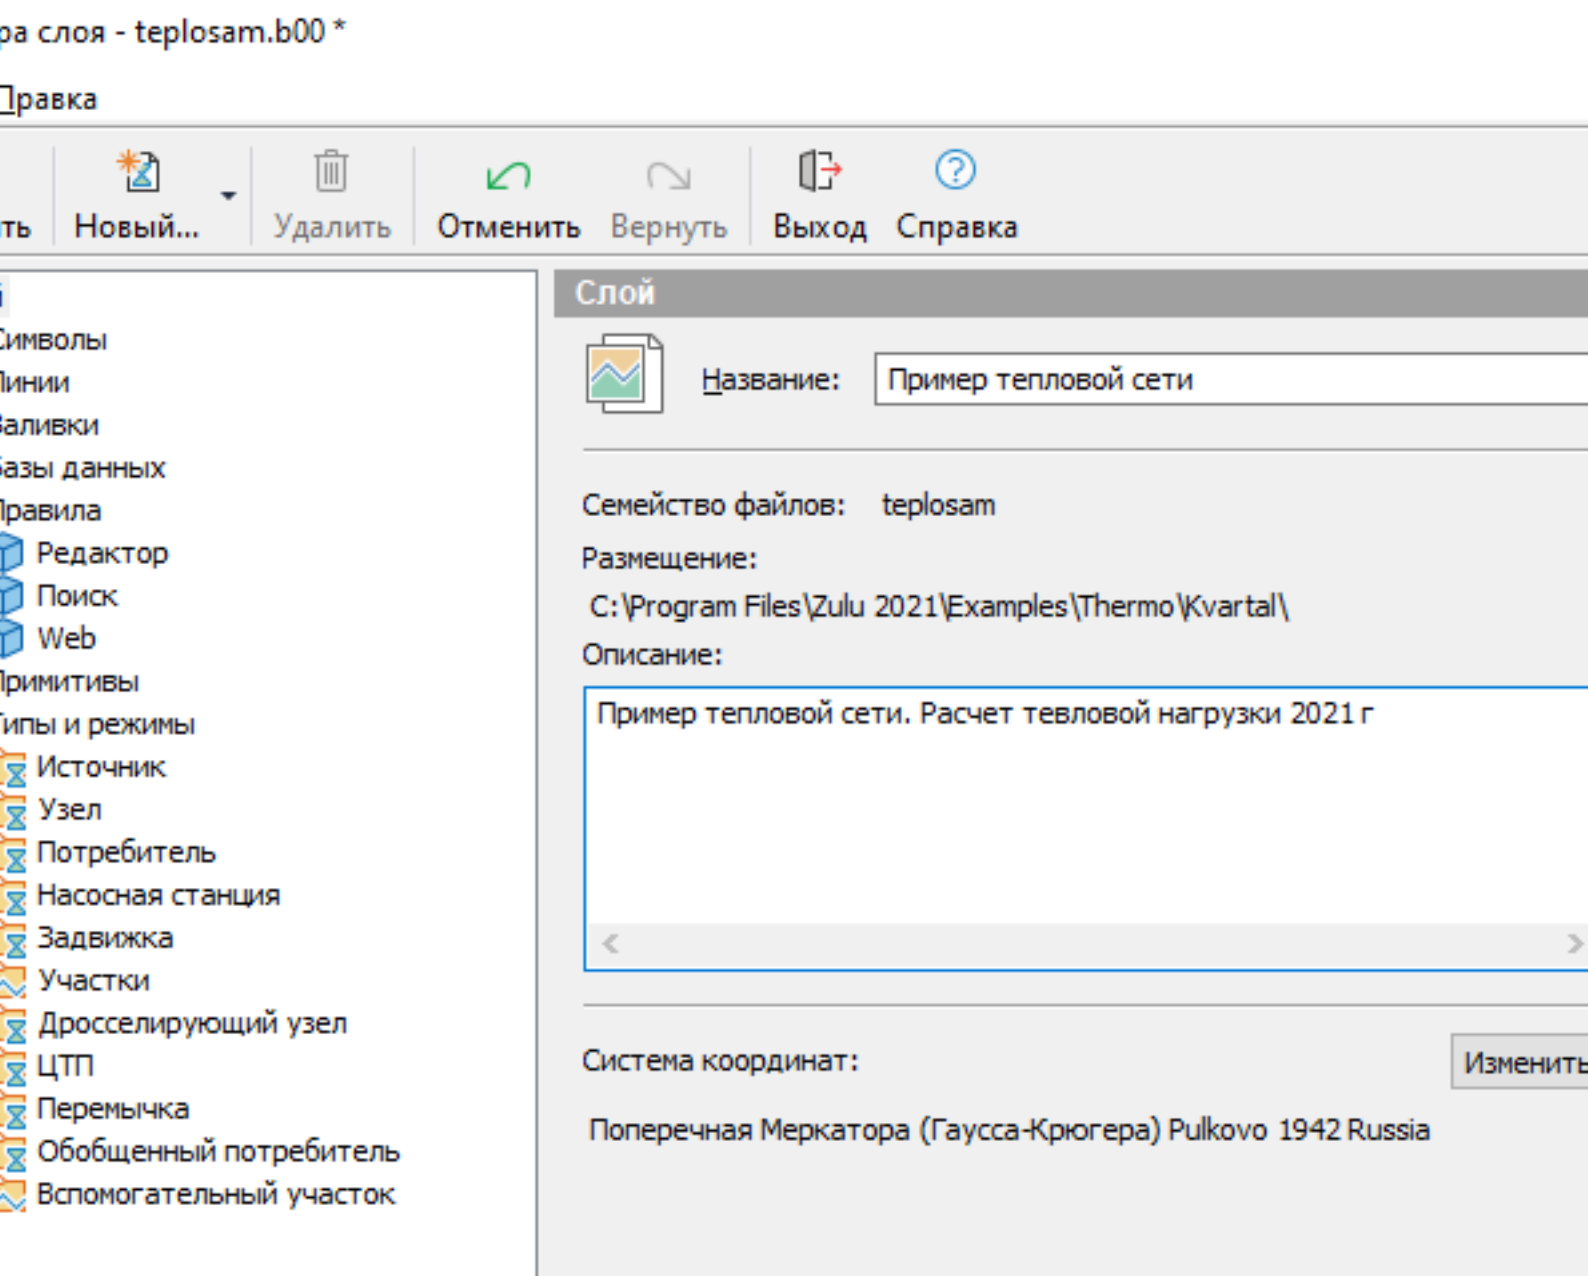 ра слоя - teplosam.b00 *
Правка
ть Новый... Удалить Отменить Вернуть Выход Справка
й
Символы
Линии
Заливки
Базы данных
Правила
Редактор
Поиск
Web
Примитивы
Типы и режимы
Источник
Узел
Потребитель
Насосная станция
Задвижка
Участки
Дросселирующий узел
ЦТП
Перемычка
Обобщенный потребитель
Вспомогательный участок
Слой
Название: Пример тепловой сети
Семейство файлов: teplosam
Размещение:
C:\Program Files\Zulu 2021\Examples\Thermo\Kvartal\
Описание:
Пример тепловой сети. Расчет тевловой нагрузки 2021 г
Система координат: Изменить
Поперечная Меркатора (Гаусса-Крюгера) Pulkovo 1942 Russia